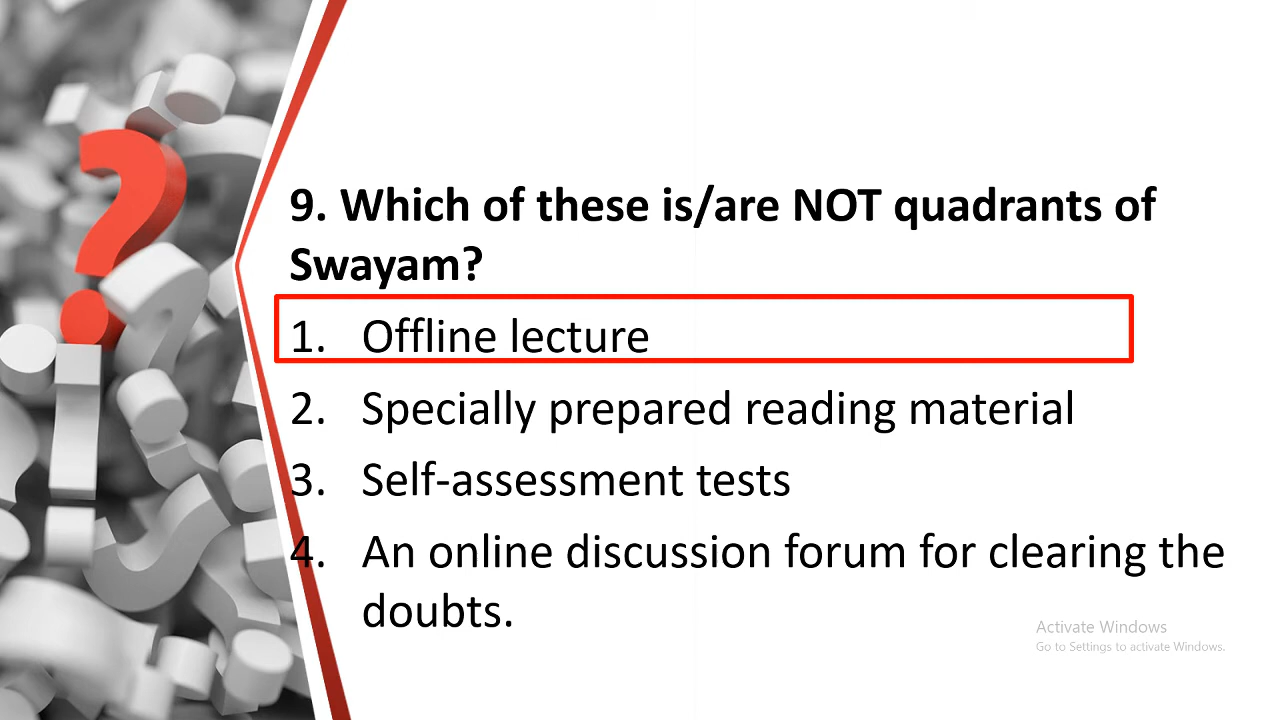 9. Which of these is/are NOT quadrants of
Swayam?
1. Offline lecture
2. Specially prepared reading material
3. Self-assessment tests
4. An online discussion forum for clearing the
doubts.
Activate Windows
Go to Settings to activate Windows.